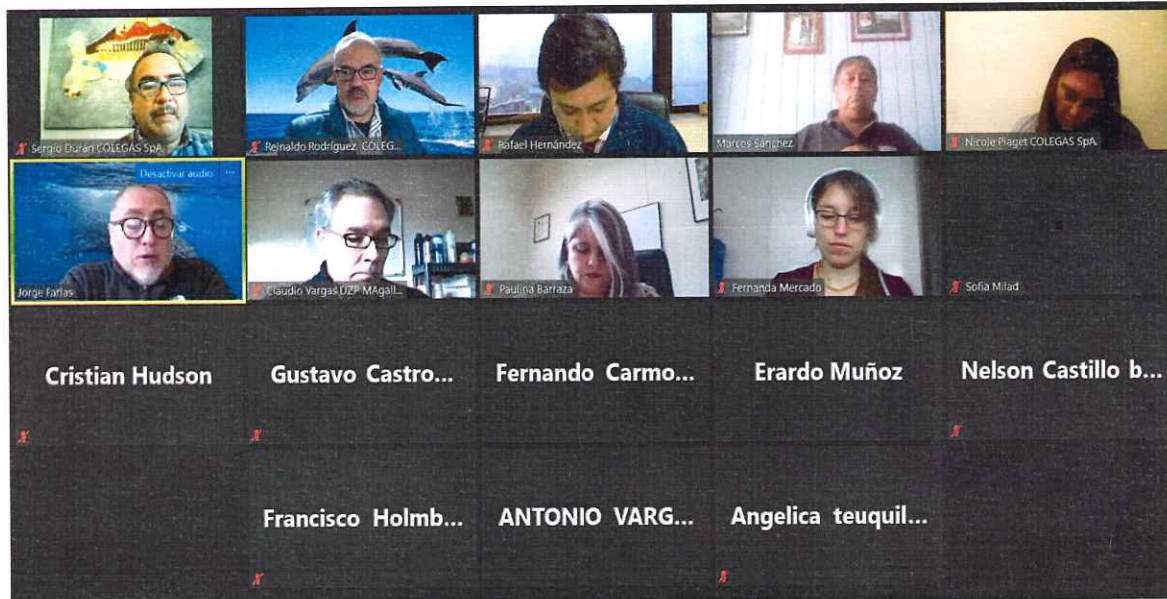 Sergio Durán COLEGAS SpA.
Reinaldo Rodríguez_COLEG...
Rafael Hernández
Marcos Sánchez
Nicole Piaget COLEGAS SpA.
Desactivar audio ...
Jorge Farías
Claudio Vargas DZP MAgall...
Paulina Barraza
Fernanda Mercado
Sofia Milad
Cristian Hudson
Gustavo Castro...
Fernando Carmo...
Erardo Muñoz
Nelson Castillo b...
Francisco Holmb...
ANTONIO VARG...
Angelica teuquil...